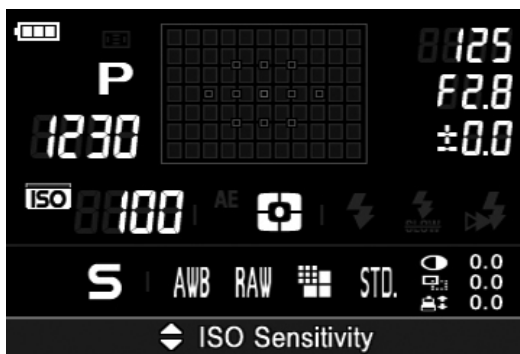 125
P
F2.8
1230
±0.0
ISO 100
AE
SLOW
S AWB RAW STD.
0.0
0.0
0.0
ISO Sensitivity